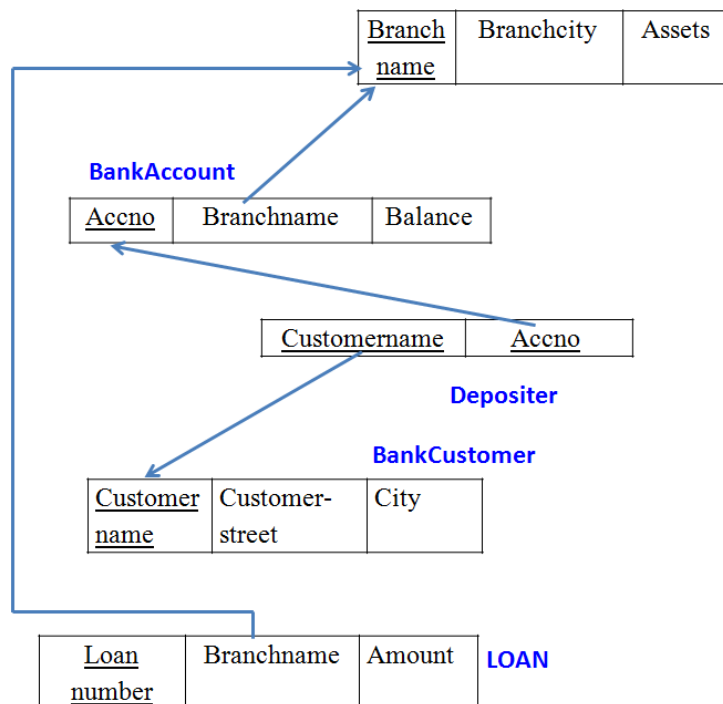 Branch name Branchcity Assets
BankAccount
Accno Branchname Balance
Customername Accno
Depositer
BankCustomer
Customer name Customer-street City
Loan number Branchname Amount LOAN